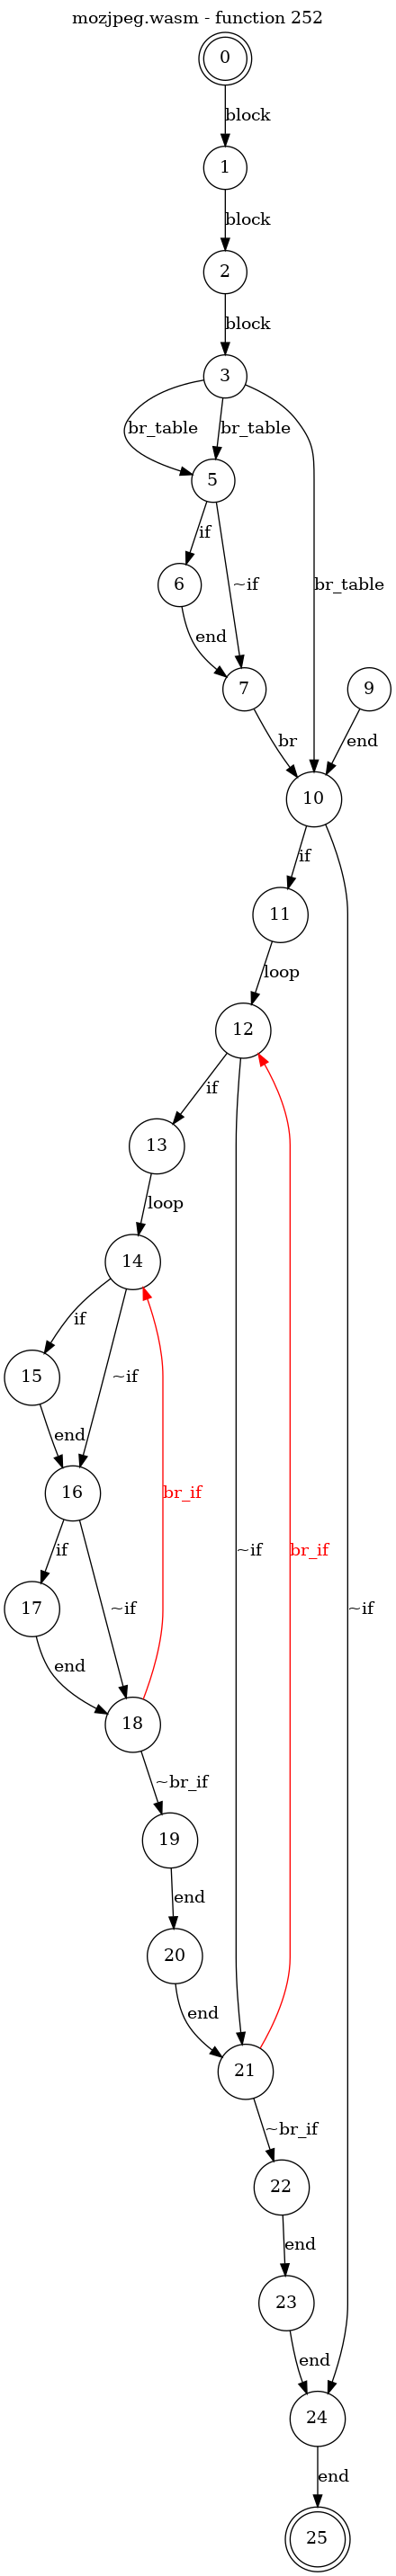 mozjpeg.wasm - function 252
0
block
1
block
2
block
3
br_table
br_table
5
if
br_table
6
~if
end
7
9
br
end
10
if
11
loop
12
if
13
loop
14
if
15
~if
end
16
br_if
~if
br_if
~if
if
17
~if
end
18
~br_if
19
end
20
end
21
~br_if
22
end
23
end
24
end
25